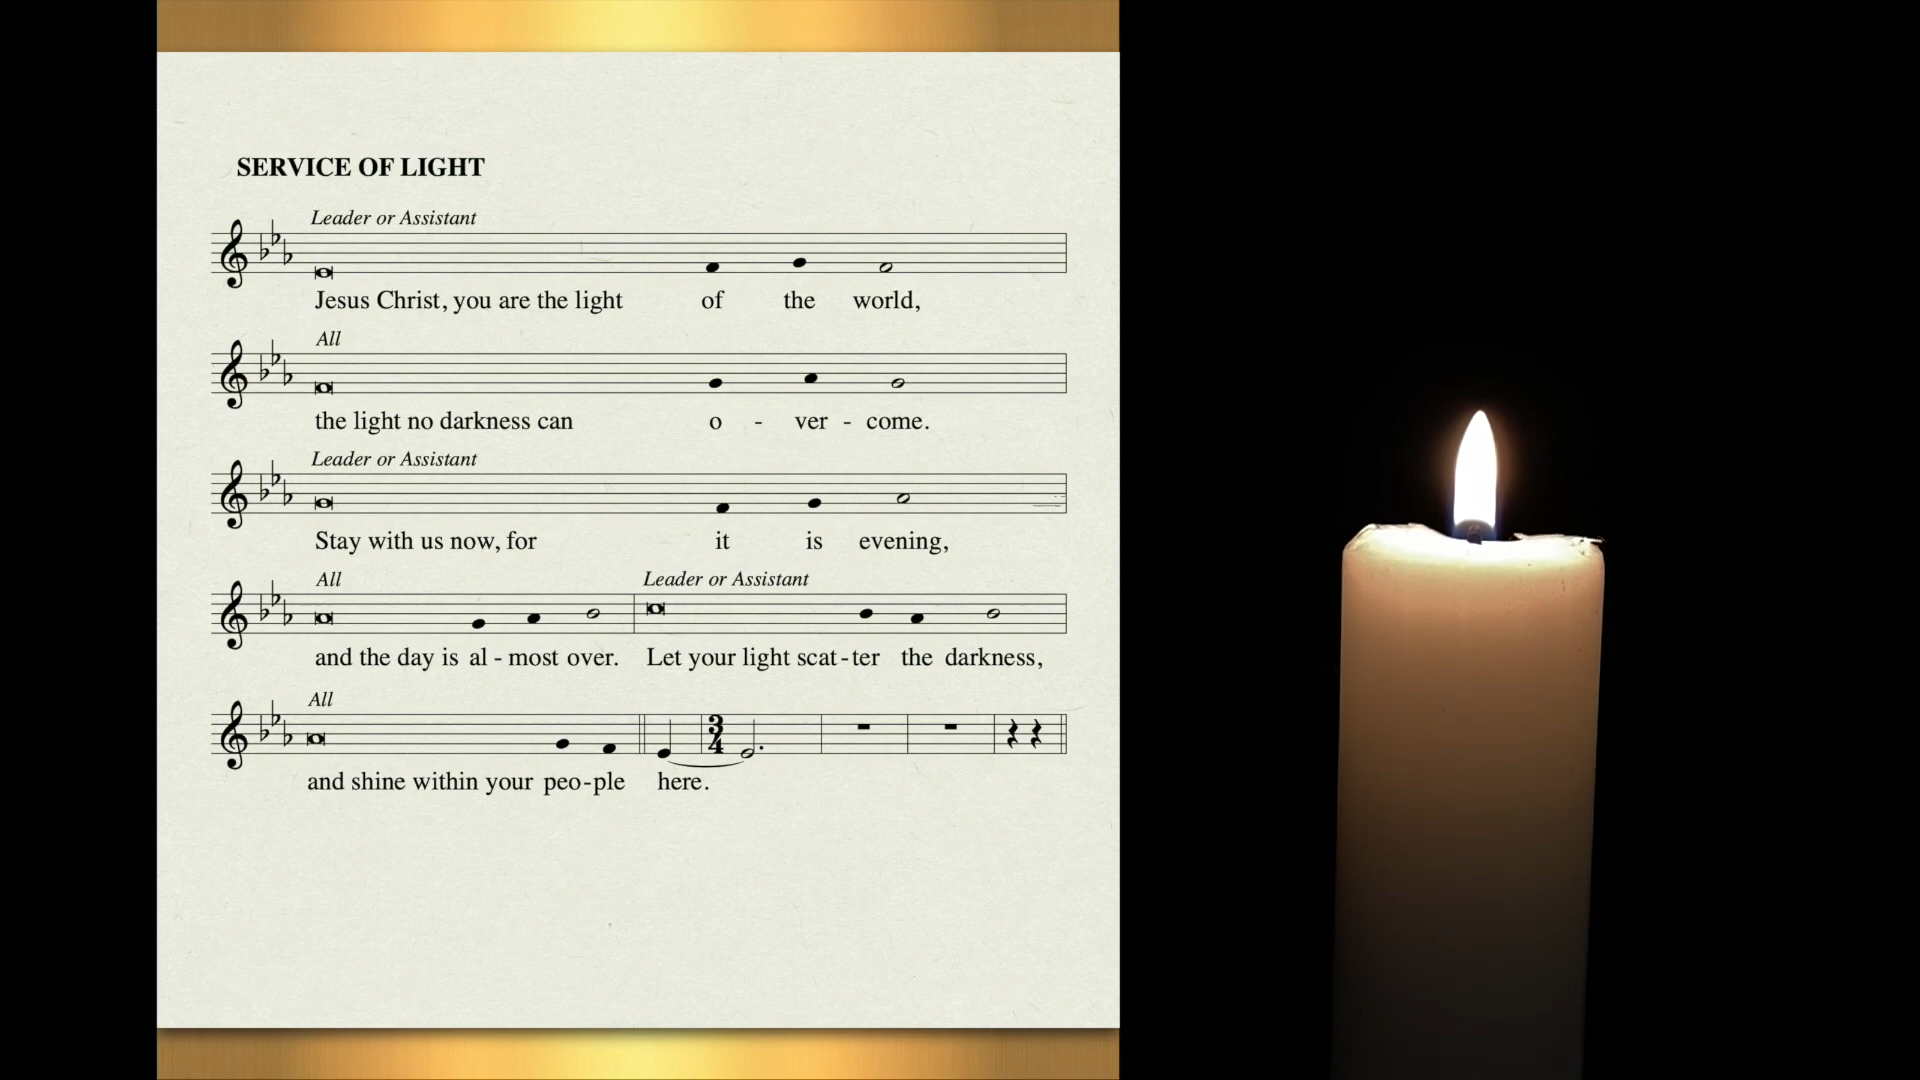 SERVICE OF LIGHT
Leader or Assistant
Jesus Christ, you are the light of the world,
All
the light no darkness can o - ver - come.
Leader or Assistant
Stay with us now, for it is evening,
All Leader or Assistant
and the day is al - most over. Let your light scat - ter the darkness,
All
3
4
and shine within your peo - ple here.